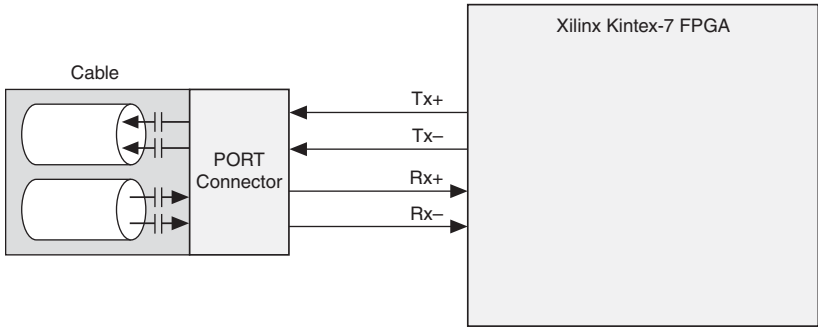 Xilinx Kintex-7 FPGA
Cable
Tx+
Tx–
PORT
Connector
Rx+
Rx–